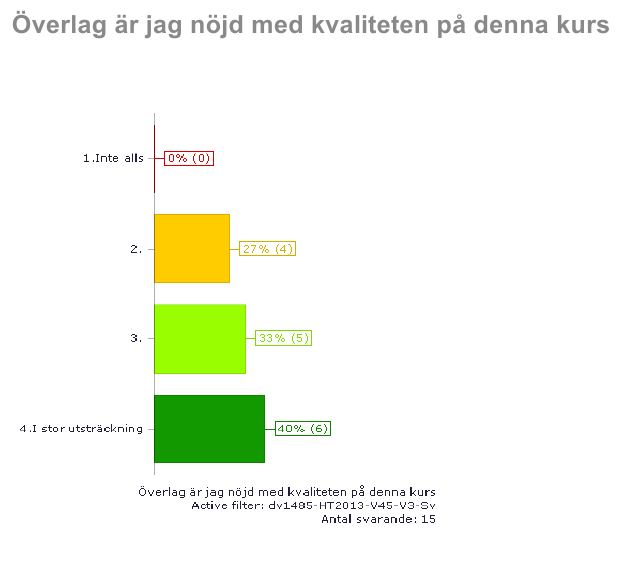 Överlag är jag nöjd med kvaliteten på denna kurs
1.Inte alls
0% (0)
2.
27% (4)
3.
33% (5)
4.I stor utsträckning
40% (6)
Överlag är jag nöjd med kvaliteten på denna kurs
Active filter: dv1485-HT2013-V45-V3-Sv
Antal svarande: 15